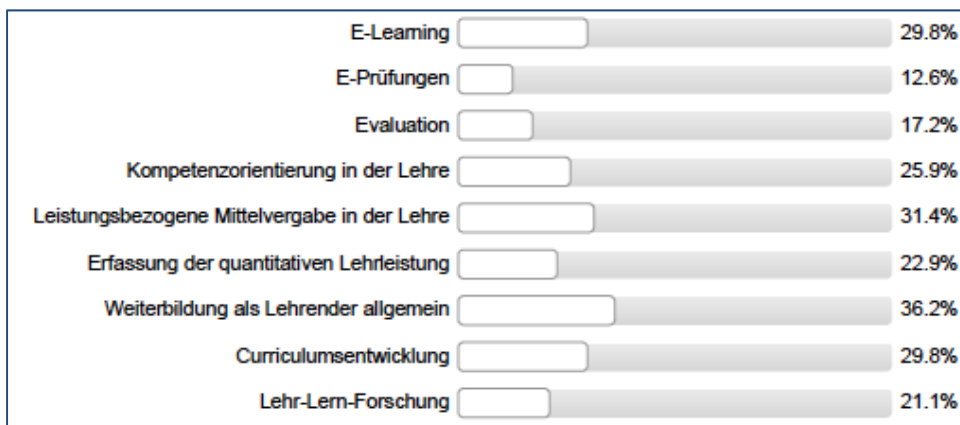 E-Learning 29.8%
E-Prüfungen 12.6%
Evaluation 17.2%
Kompetenzorientierung in der Lehre 25.9%
Leistungsbezogene Mittelvergabe in der Lehre 31.4%
Erfassung der quantitativen Lehrleistung 22.9%
Weiterbildung als Lehrender allgemein 36.2%
Curriculumsentwicklung 29.8%
Lehr-Lern-Forschung 21.1%